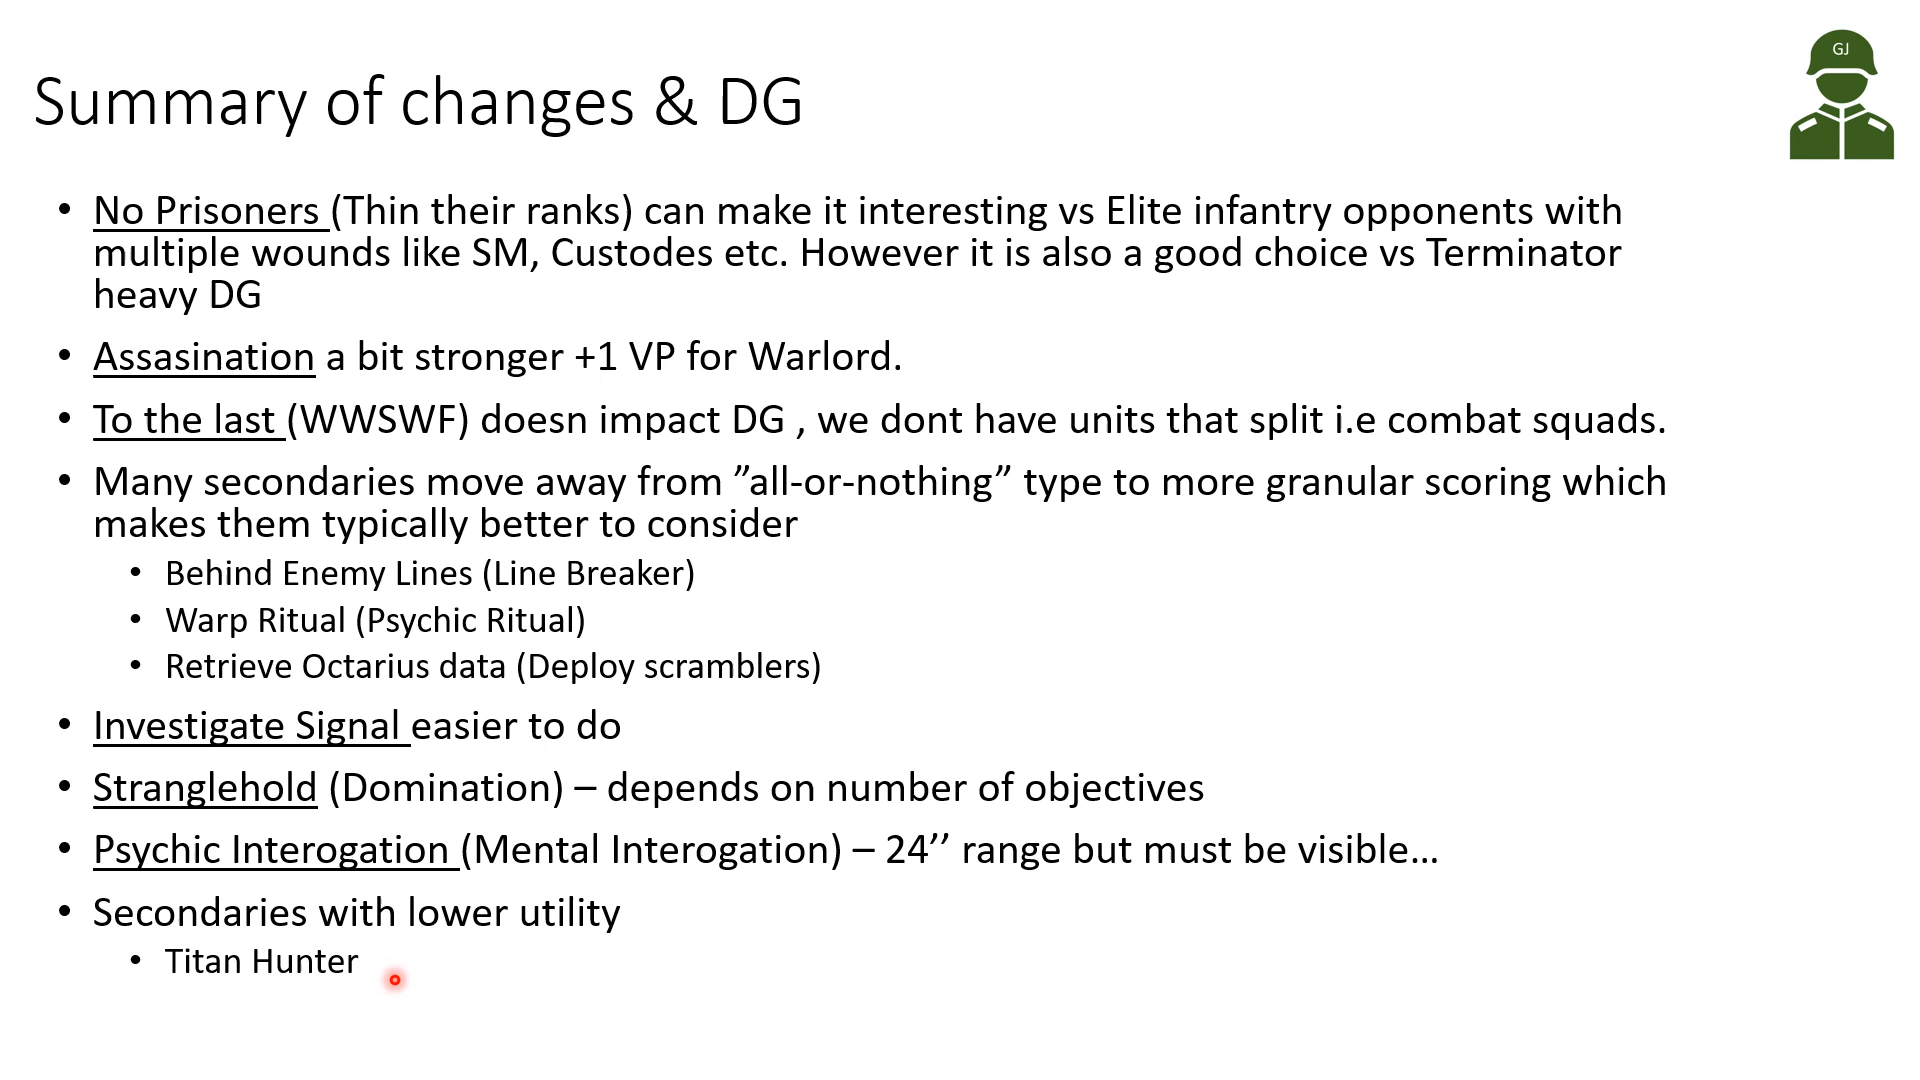 GJ
Summary of changes & DG
• No Prisoners (Thin their ranks) can make it interesting vs Elite infantry opponents with
multiple wounds like SM, Custodes etc. However it is also a good choice vs Terminator
heavy DG
• Assasination a bit stronger +1 VP for Warlord.
• To the last (WWSWF) doesn impact DG , we dont have units that split i.e combat squads.
• Many secondaries move away from ”all-or-nothing” type to more granular scoring which
makes them typically better to consider
• Behind Enemy Lines (Line Breaker)
• Warp Ritual (Psychic Ritual)
• Retrieve Octarius data (Deploy scramblers)
• Investigate Signal easier to do
• Stranglehold (Domination) – depends on number of objectives
• Psychic Interogation (Mental Interogation) – 24’’ range but must be visible…
• Secondaries with lower utility
• Titan Hunter